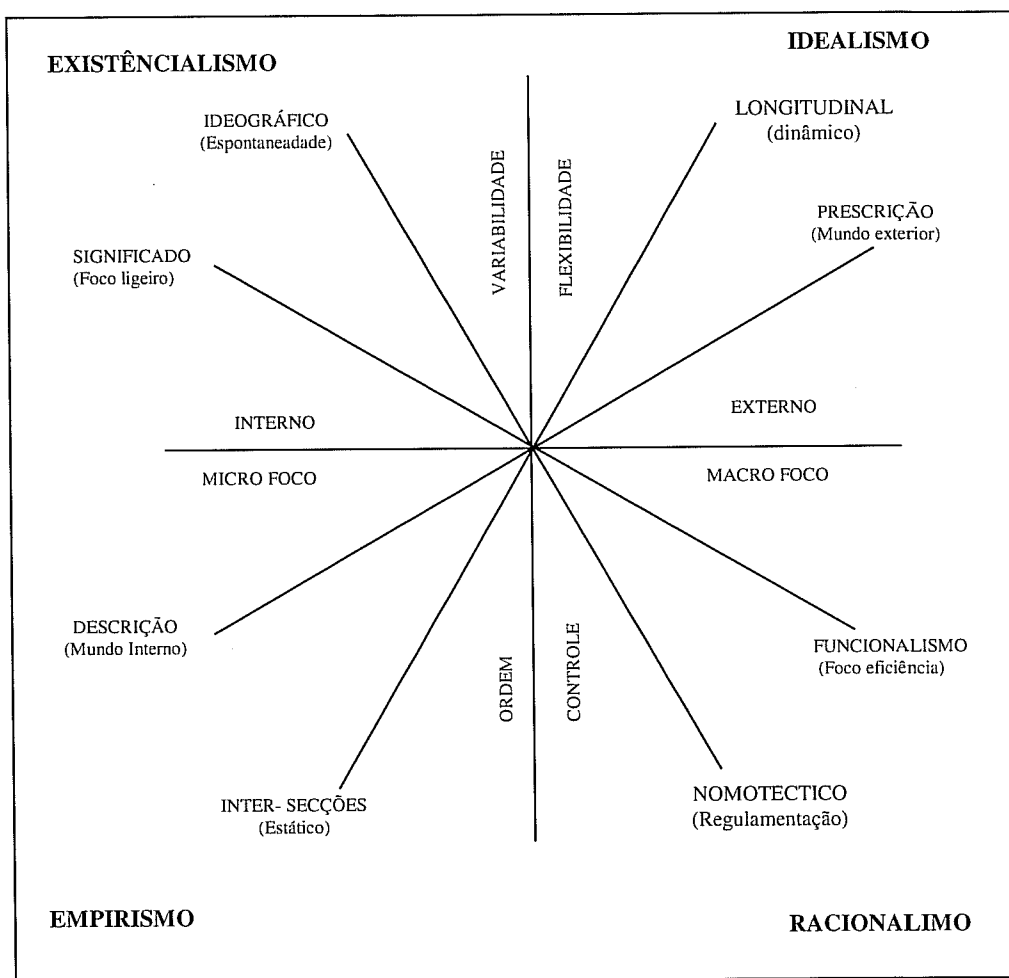 IDEALISMO
EXISTÊNCIALISMO
IDEOGRÁFICO
(Espontaneadade)
LONGITUDINAL
(dinâmico)
VARIABILIDADE
FLEXIBILIDADE
PRESCRIÇÃO
(Mundo exterior)
SIGNIFICADO
(Foco ligeiro)
INTERNO
EXTERNO
MICRO FOCO
MACRO FOCO
DESCRIÇÃO
(Mundo Interno)
ORDEM
CONTROLE
FUNCIONALISMO
(Foco eficiência)
INTER- SECÇÕES
(Estático)
NOMOTECTICO
(Regulamentação)
EMPIRISMO
RACIONALIMO